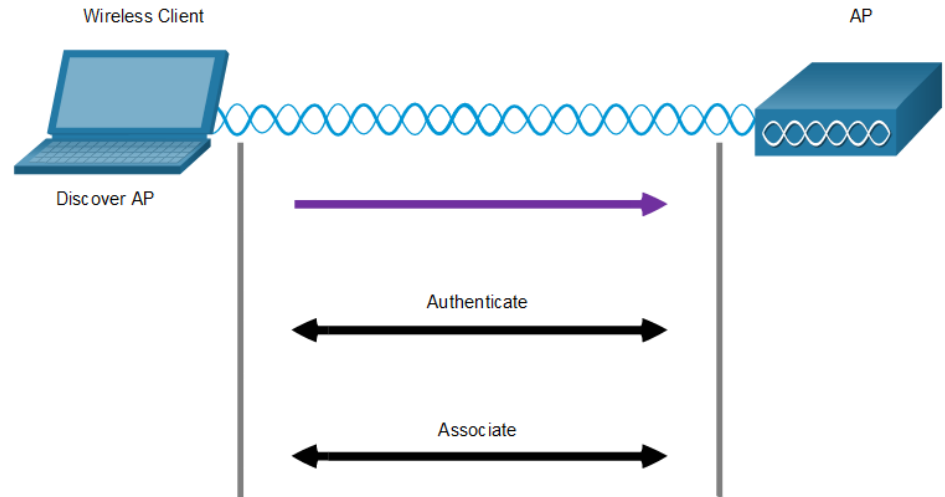 Wireless Client
AP
Discover AP
Authenticate
Associate